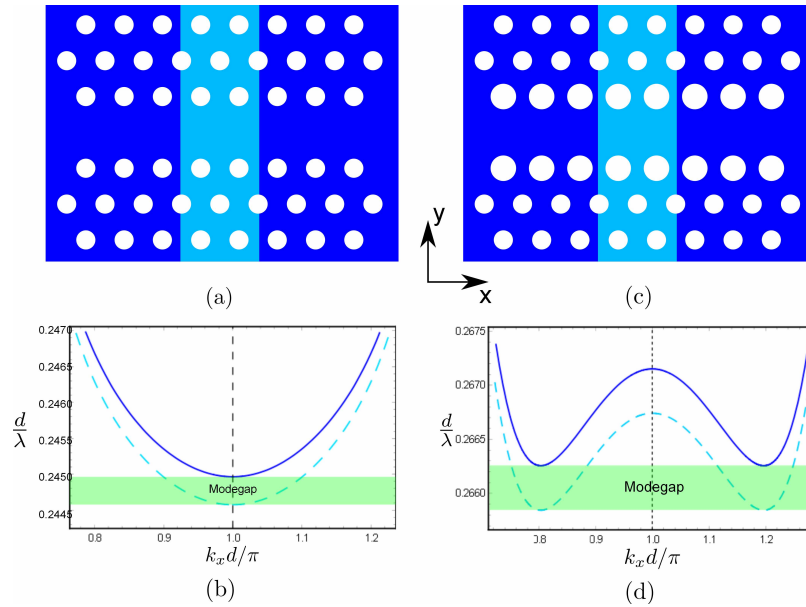 y
x
(a)
(c)
0.2470
0.2465
0.2460
0.2455
0.2450
0.2445
d
λ
Modegap
0.8
0.9
1.0
1.1
1.2
k_x d/π
(b)
0.2675
0.2670
0.2665
0.2660
d
λ
Modegap
0.8
0.9
1.0
1.1
1.2
k_x d/π
(d)